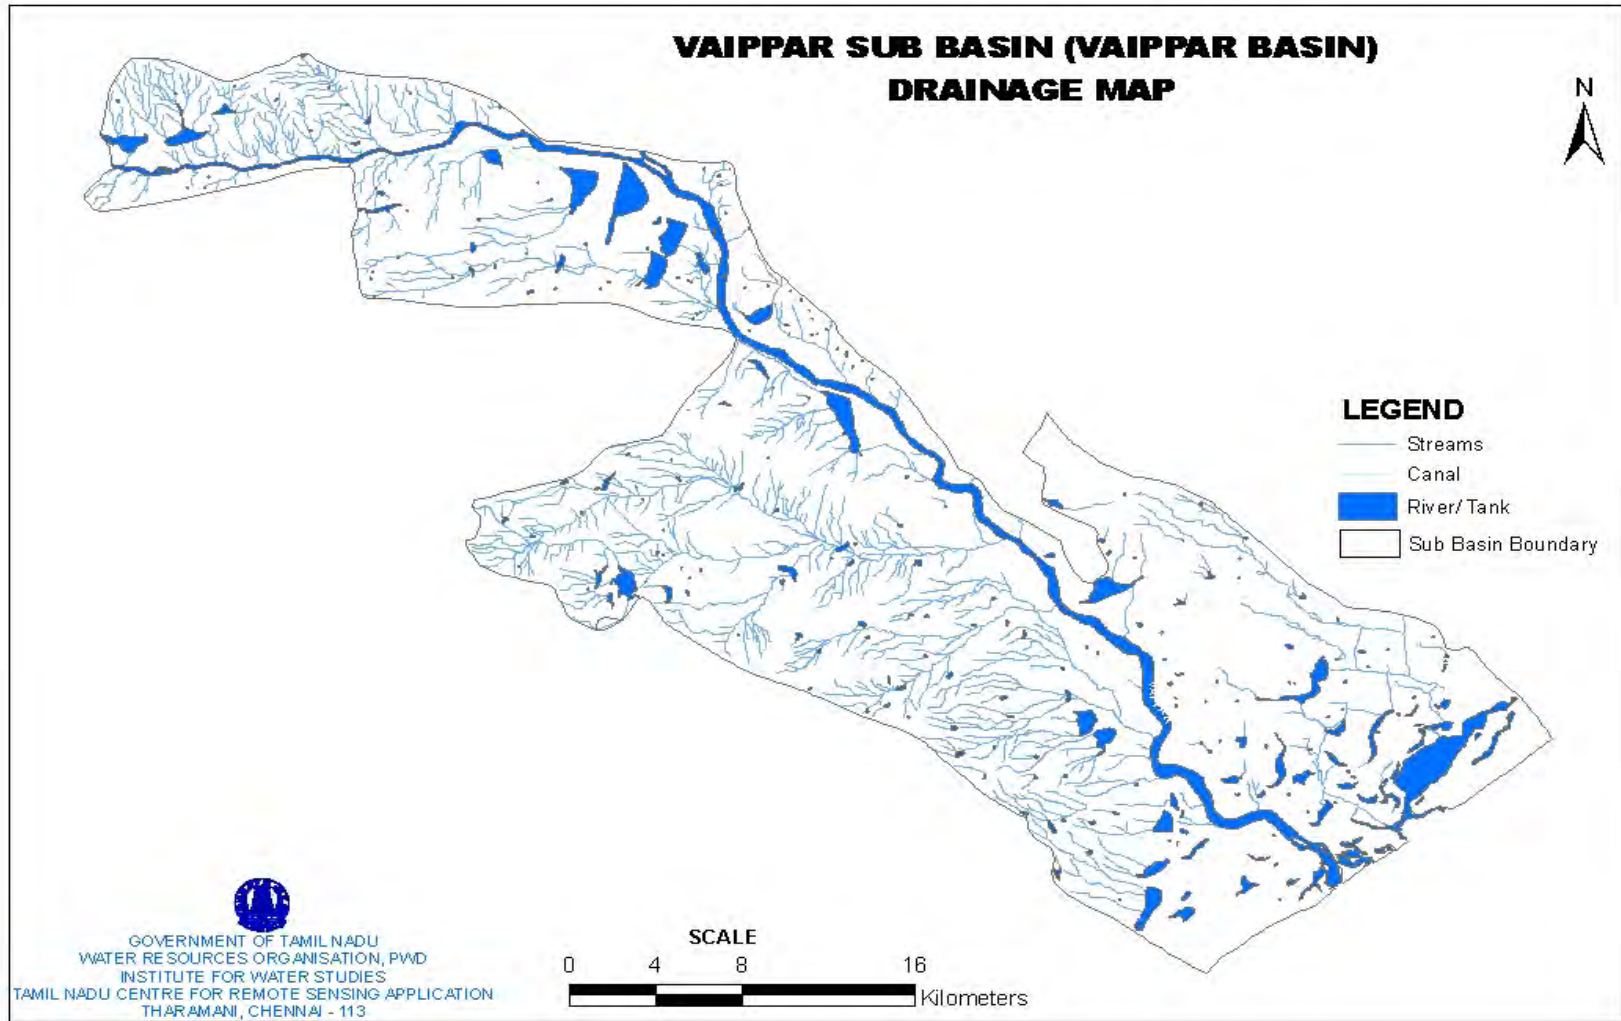 VAIPPAR SUB BASIN (VAIPPAR BASIN)
DRAINAGE MAP
N
LEGEND
Streams
Canal
River/ Tank
Sub Basin Boundary
GOVERNMENT OF TAMIL NADU
WATER RESOURCES ORGANISATION, PWD
INSTITUTE FOR WATER STUDIES
TAMIL NADU CENTRE FOR REMOTE SENSING APPLICATION
THARAMANI, CHENNAI - 113
SCALE
0 4 8 16
Kilometers